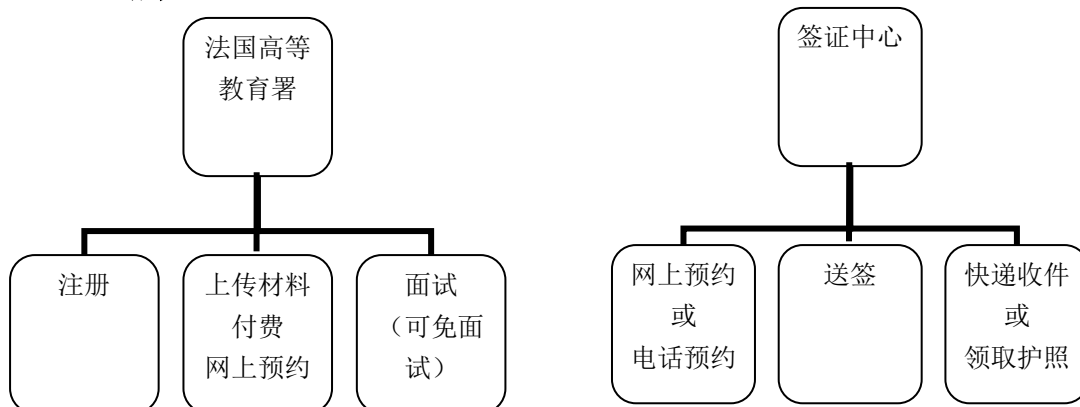 法国高等
教育署
签证中心
注册
上传材料
付费
网上预约
面试
（可免面
试）
网上预约
或
电话预约
送签
快递收件
或
领取护照